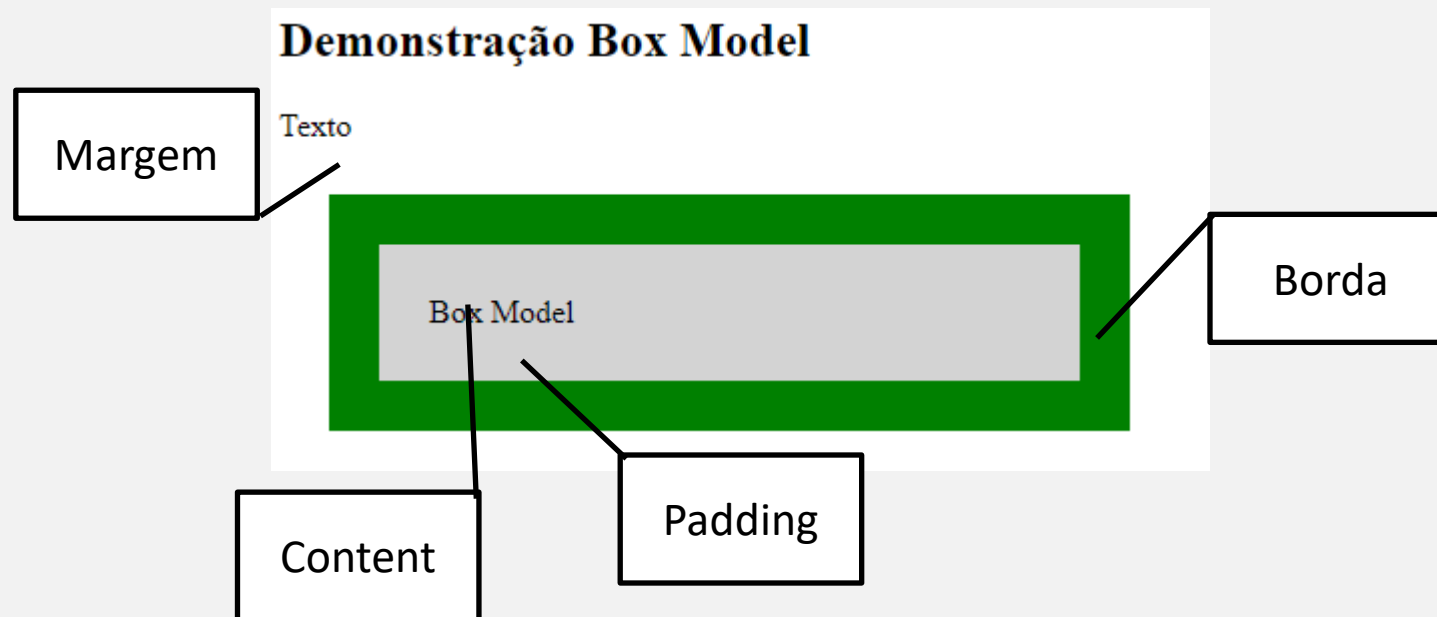 Demonstração Box Model
Texto
Margem
Box Model
Borda
Padding
Content